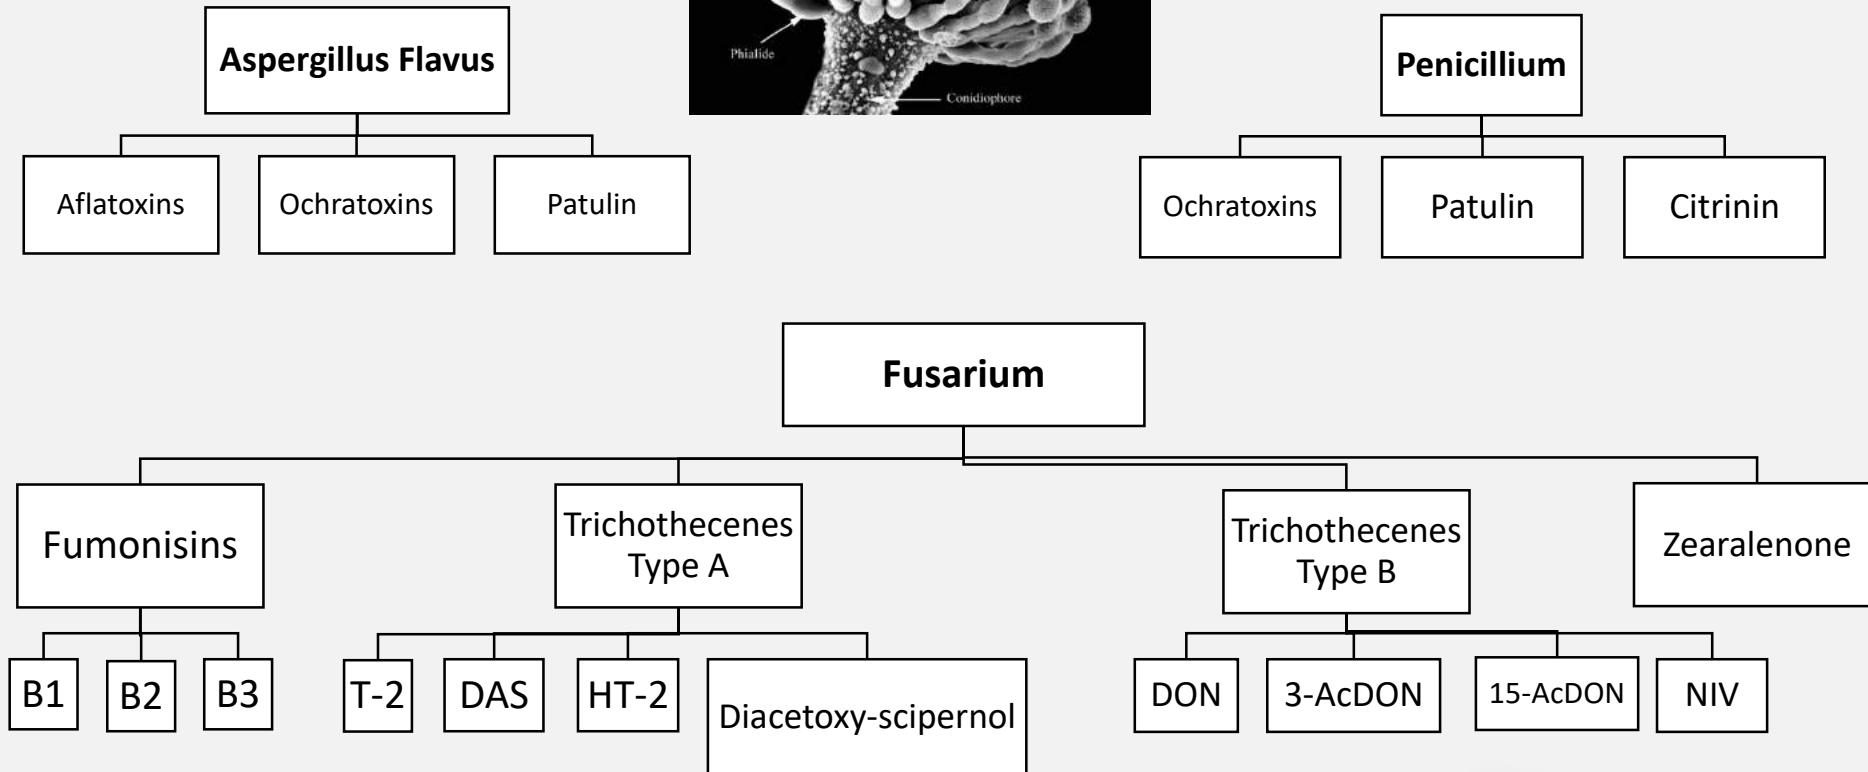 Aspergillus Flavus
Phialide
Conidiophore
Penicillium
Aflatoxins
Ochratoxins
Patulin
Ochratoxins
Patulin
Citrinin
Fusarium
Fumonisins
Trichothecenes
Type A
Trichothecenes
Type B
Zearalenone
B1
B2
B3
T-2
DAS
HT-2
Diacetoxy-scipernol
DON
3-AcDON
15-AcDON
NIV